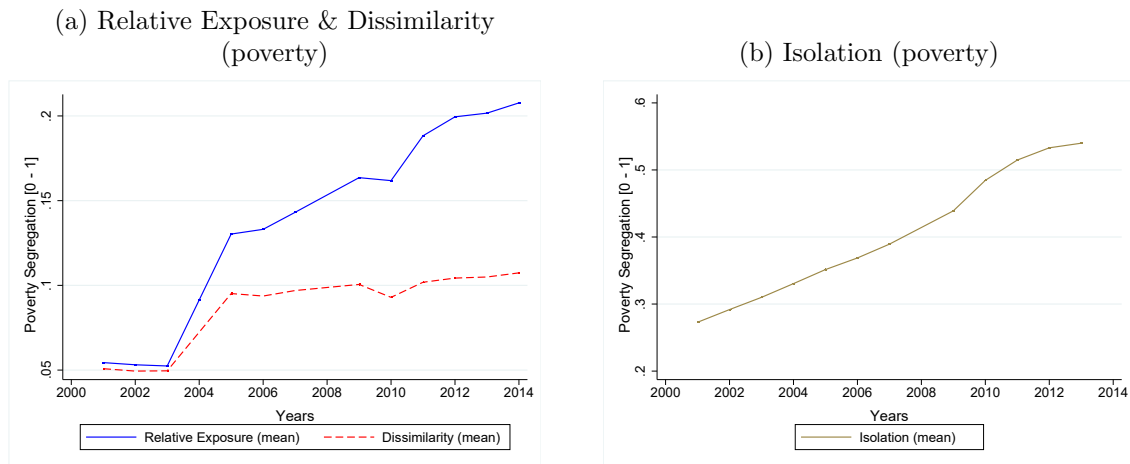 (a) Relative Exposure & Dissimilarity
(poverty)
Poverty Segregation [0 - 1]
.2
.15
.1
.05
2000 2002 2004 2006 2008 2010 2012 2014
Years
Relative Exposure (mean) Dissimilarity (mean)
(b) Isolation (poverty)
Poverty Segregation [0 - 1]
.6
.5
.4
.3
.2
2000 2002 2004 2006 2008 2010 2012 2014
Years
Isolation (mean)